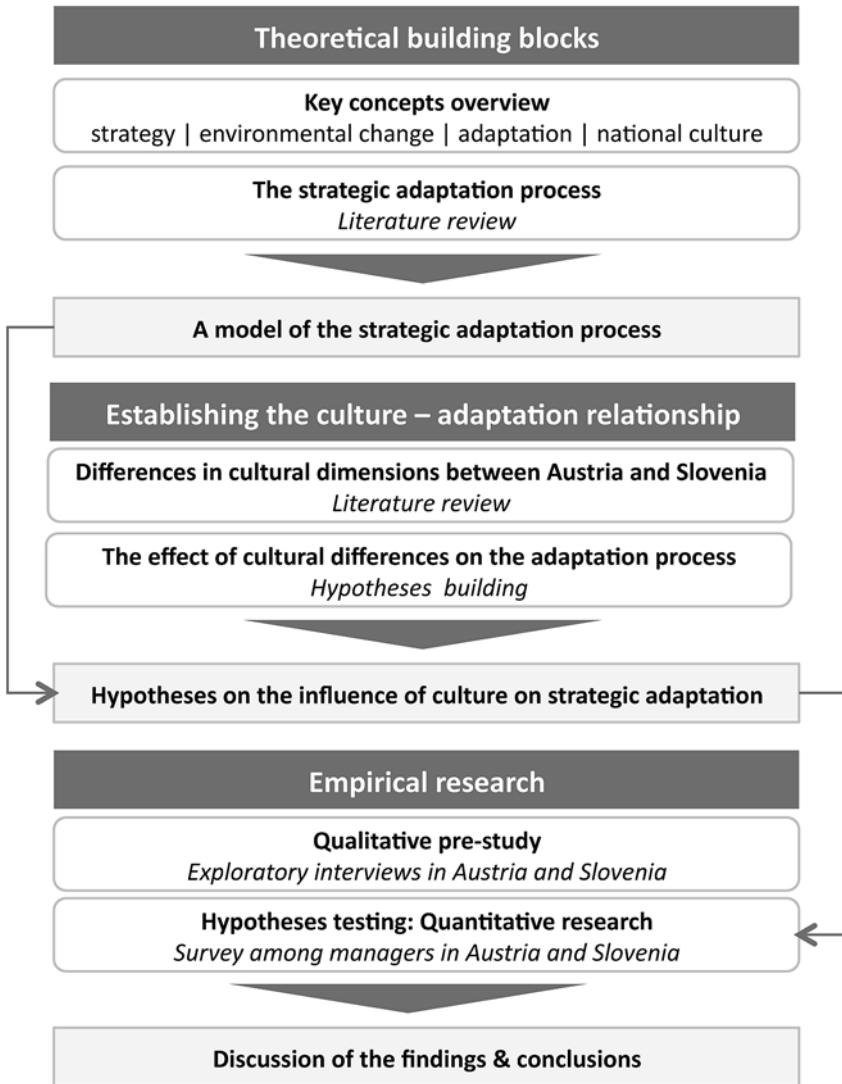 Theoretical building blocks
Key concepts overview
strategy | environmental change | adaptation | national culture
The strategic adaptation process
Literature review
A model of the strategic adaptation process
Establishing the culture – adaptation relationship
Differences in cultural dimensions between Austria and Slovenia
Literature review
The effect of cultural differences on the adaptation process
Hypotheses building
Hypotheses on the influence of culture on strategic adaptation
Empirical research
Qualitative pre-study
Exploratory interviews in Austria and Slovenia
Hypotheses testing: Quantitative research
Survey among managers in Austria and Slovenia
Discussion of the findings & conclusions